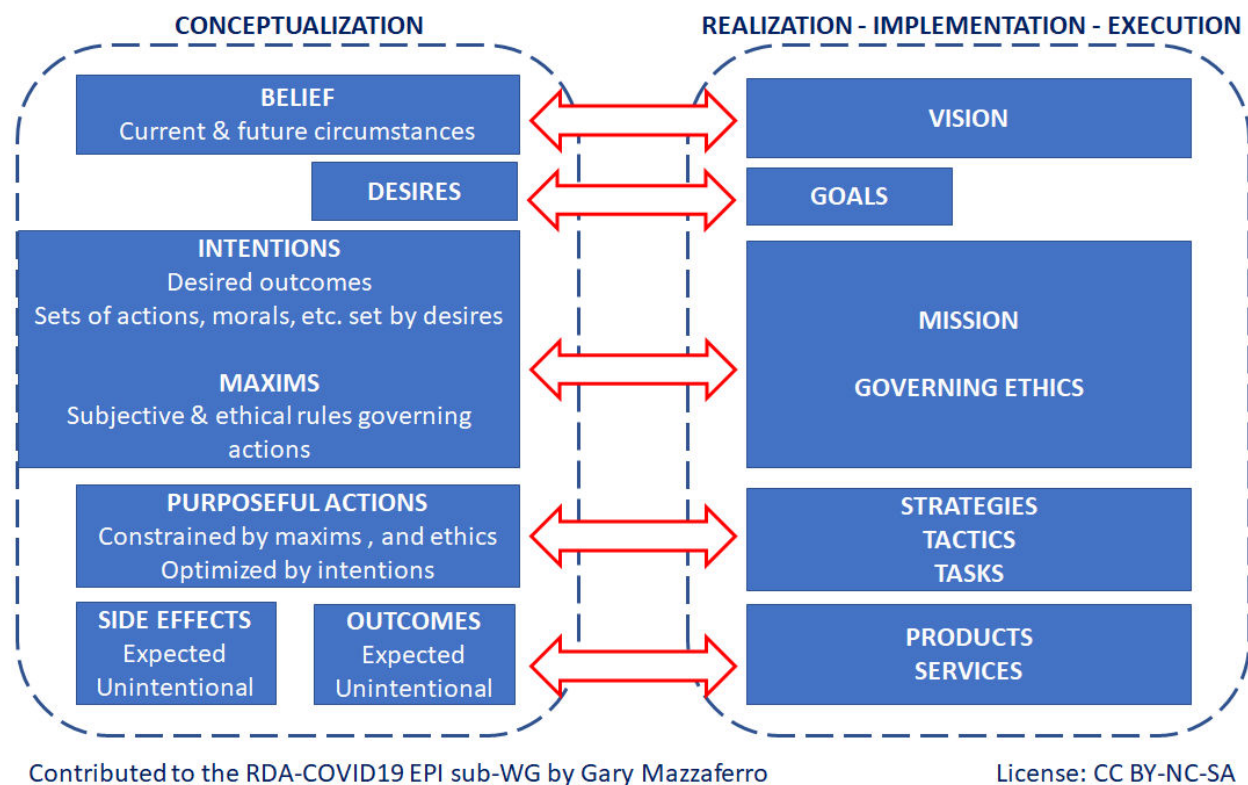 CONCEPTUALIZATION
BELIEF
Current & future circumstances
DESIRES
INTENTIONS
Desired outcomes
Sets of actions, morals, etc. set by desires
MAXIMS
Subjective & ethical rules governing
actions
PURPOSEFUL ACTIONS
Constrained by maxims , and ethics
Optimized by intentions
SIDE EFFECTS
Expected
Unintentional
OUTCOMES
Expected
Unintentional
REALIZATION - IMPLEMENTATION - EXECUTION
VISION
GOALS
MISSION
GOVERNING ETHICS
STRATEGIES
TACTICS
TASKS
PRODUCTS
SERVICES
Contributed to the RDA-COVID19 EPI sub-WG by Gary Mazzaferro
License: CC BY-NC-SA